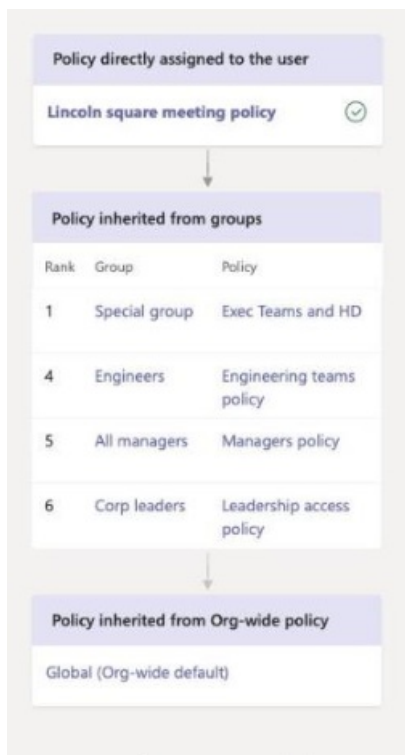 Policy directly assigned to the user
Lincoln square meeting policy
Policy inherited from groups
Rank Group Policy
1 Special group Exec Teams and HD
4 Engineers Engineering teams
policy
5 All managers Managers policy
6 Corp leaders Leadership access
policy
Policy inherited from Org-wide policy
Global (Org-wide default)